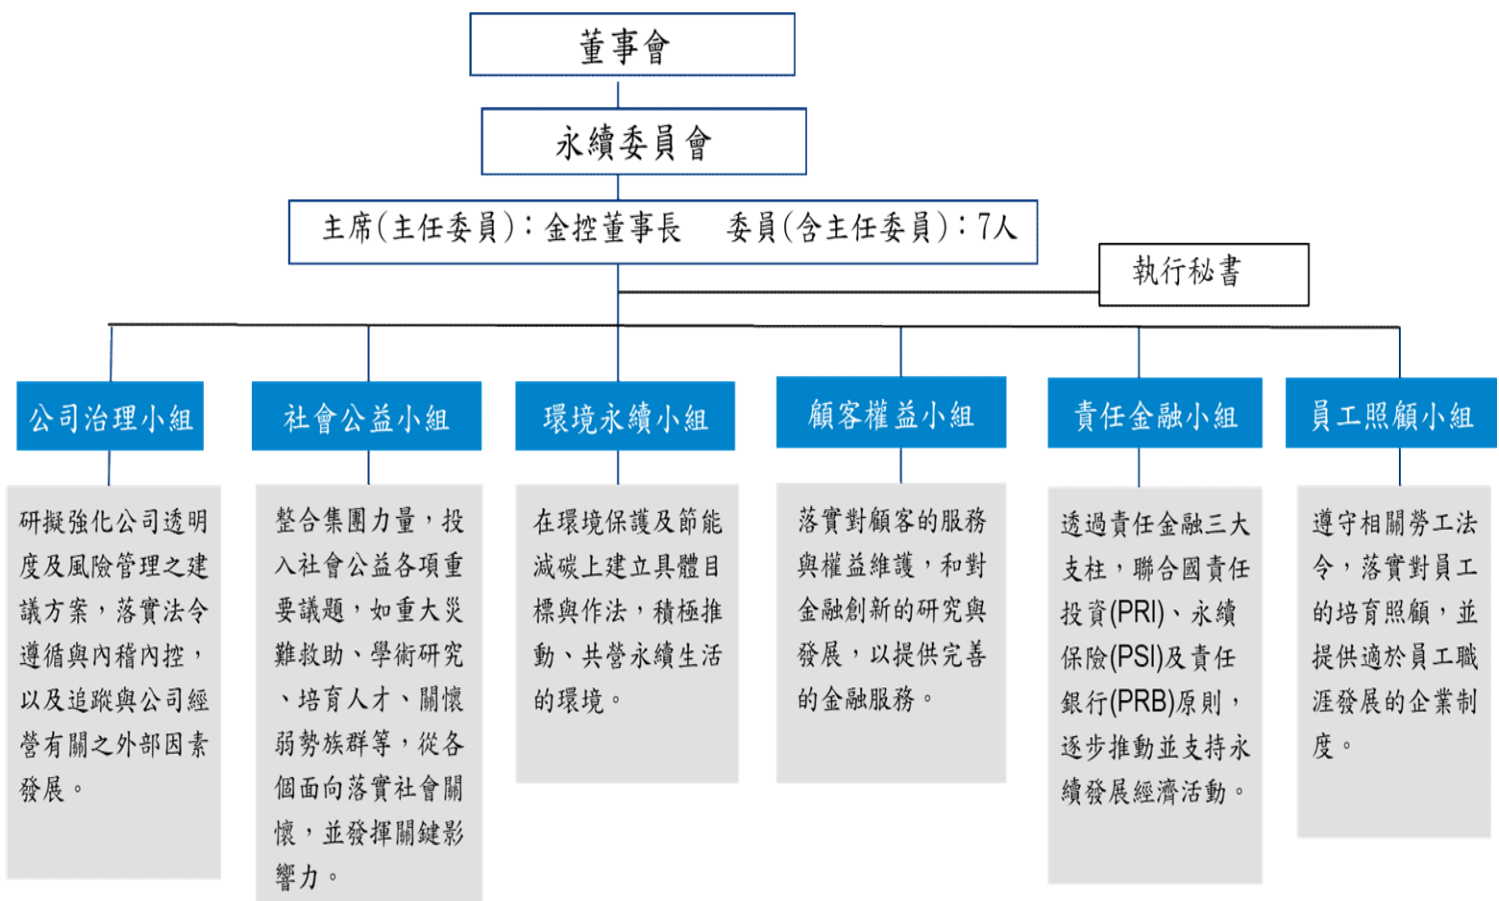 董事會
永續委員會
主席(主任委員)：金控董事長　委員(含主任委員)：7人
執行秘書
公司治理小組
社會公益小組
環境永續小組
顧客權益小組
責任金融小組
員工照顧小組
研擬強化公司透明
度及風險管理之建
議方案，落實法令
遵循與內稽內控，
以及追蹤與公司經
營有關之外部因素
發展。
整合集團力量，投
入社會公益各項重
要議題，如重大災
難救助、學術研究
、培育人才、關懷
弱勢族群等，從各
個面向落實社會關
懷，並發揮關鍵影
響力。
在環境保護及節能
減碳上建立具體目
標與作法，積極推
動、共營永續生活
的環境。
落實對顧客的服務
與權益維護，和對
金融創新的研究與
發展，以提供完善
的金融服務。
透過責任金融三大
支柱，聯合國責任
投資(PRI)、永續
保險(PSI)及責任
銀行(PRB)原則，
逐步推動並支持永
續發展經濟活動。
遵守相關勞工法
令，落實對員工
的培育照顧，並
提供適於員工職
涯發展的企業制
度。